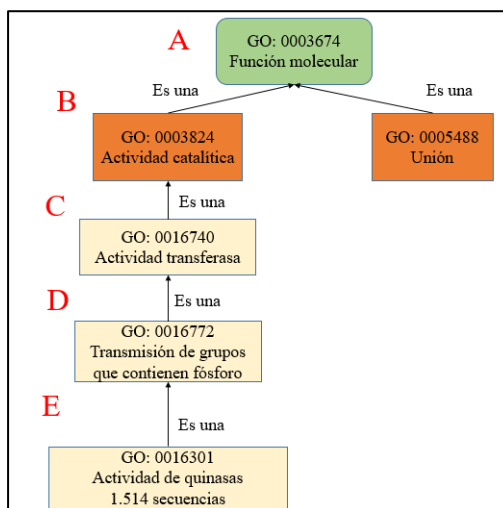 A
GO: 0003674
Función molecular
Es una
Es una
B
GO: 0003824
Actividad catalítica
GO: 0005488
Unión
C
Es una
GO: 0016740
Actividad transferasa
D
Es una
GO: 0016772
Transmisión de grupos
que contienen fósforo
E
Es una
GO: 0016301
Actividad de quinasas
1.514 secuencias